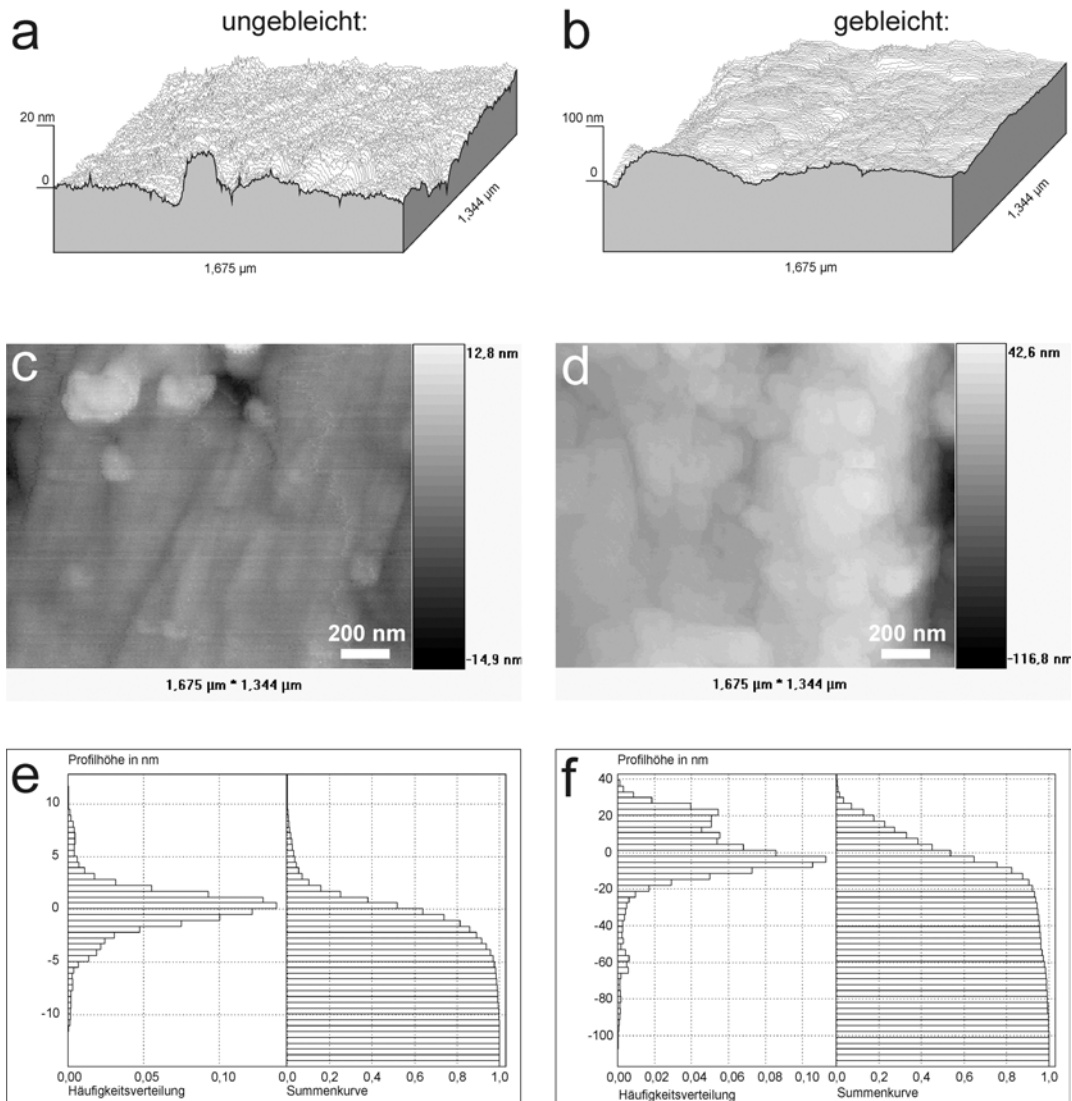 a
ungebleicht:
20 nm
0
1,344 µm
1,675 µm
b
gebleicht:
100 nm
0
1,344 µm
1,675 µm
c
12,8 nm
-14,9 nm
200 nm
1,675 µm * 1,344 µm
d
42,6 nm
-116,8 nm
200 nm
1,675 µm * 1,344 µm
e
Profilhöhe in nm
10
5
0
-5
-10
0,00 0,05 0,10
Häufigkeitsverteilung
0,0 0,2 0,4 0,6 0,8 1,0
Summenkurve
f
Profilhöhe in nm
40
20
0
-20
-40
-60
-80
-100
0,00 0,02 0,04 0,06 0,08 0,10
Häufigkeitsverteilung
0,0 0,2 0,4 0,6 0,8 1,0
Summenkurve